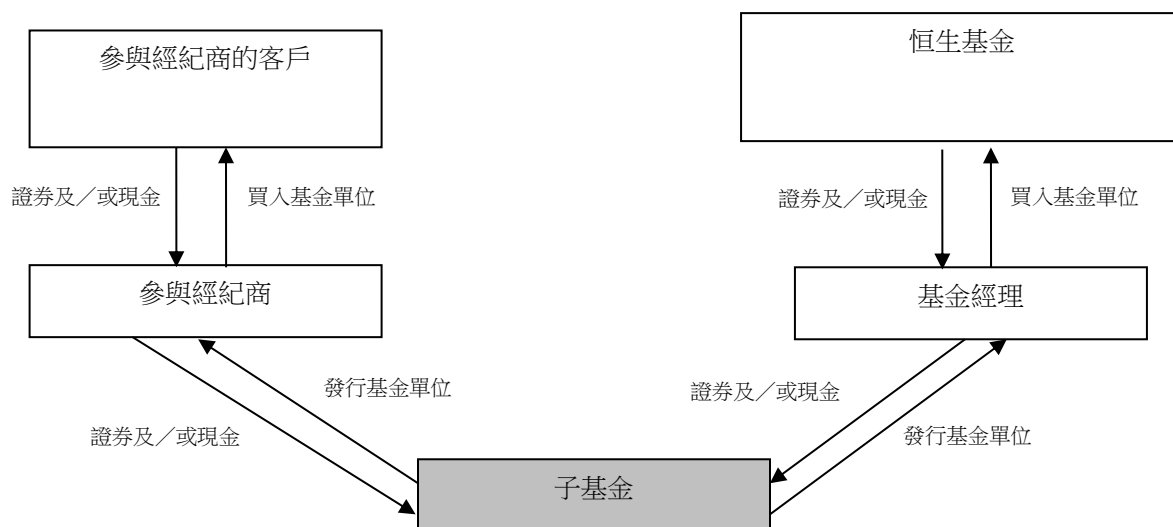 參與經紀商的客戶
恒生基金
證券及／或現金
買入基金單位
證券及／或現金
買入基金單位
參與經紀商
基金經理
發行基金單位
證券及／或現金
證券及／或現金
發行基金單位
子基金